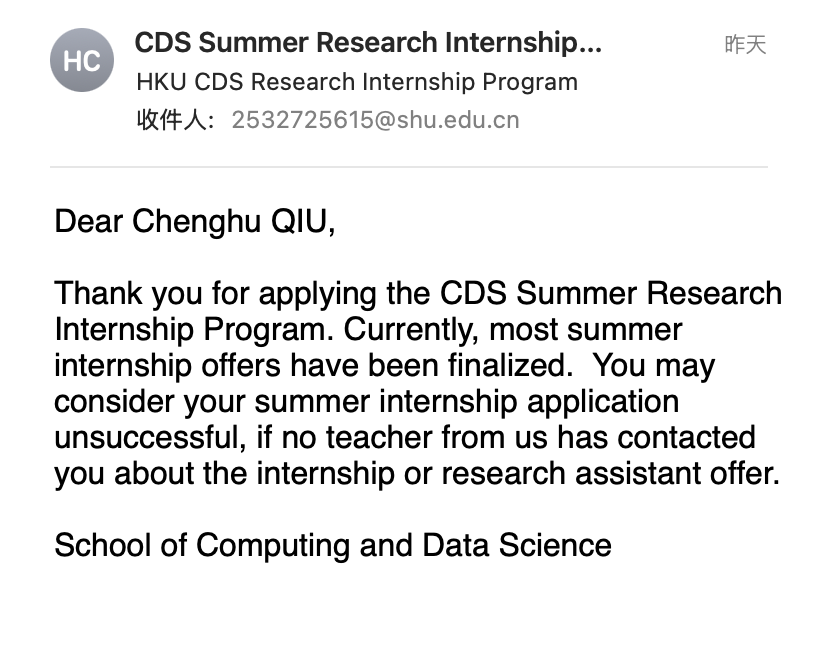 HC
CDS Summer Research Internship...
昨天
HKU CDS Research Internship Program
收件人: 2532725615@shu.edu.cn
Dear Chenghu QIU,
Thank you for applying the CDS Summer Research
Internship Program. Currently, most summer
internship offers have been finalized.  You may
consider your summer internship application
unsuccessful, if no teacher from us has contacted
you about the internship or research assistant offer.
School of Computing and Data Science